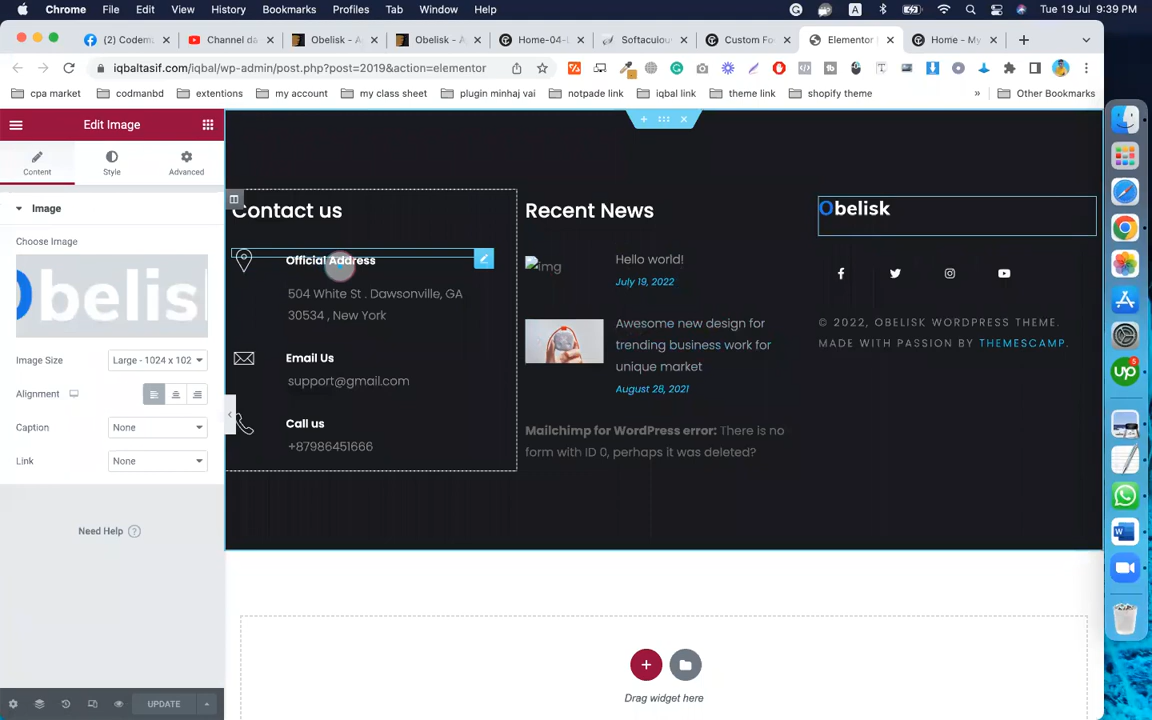 Chrome File Edit View History Bookmarks Profiles Tab Window Help A Tue 19 Jul 9:39 PM
(2) Codem Channel da Obelisk - A Obelisk - A Home-04- Softaculou Custom Fo Elementor Home - My
iqbaltasif.com/iqbal/wp-admin/post.php?post=2019&action=elementor
cpa market codmanbd extentions my account my class sheet plugin minhaj vai notpade link iqbal link theme link shopify theme » Other Bookmarks
Edit Image
Content Style Advanced
Image
Choose Image
Obelisk
Image Size Large - 1024 x 102
Alignment
Caption None
Link None
Need Help ?
UPDATE
Contact us
Official Address
504 White St . Dawsonville, GA
30534 , New York
Email Us
support@gmail.com
Call us
+87986451666
Recent News
img
Hello world!
July 19, 2022
Awesome new design for
trending business work for
unique market
August 28, 2021
Mailchimp for WordPress error: There is no
form with ID 0, perhaps it was deleted?
Obelisk
© 2022, OBELISK WORDPRESS THEME.
MADE WITH PASSION BY THEMESCAMP.
Drag widget here
up
5
W